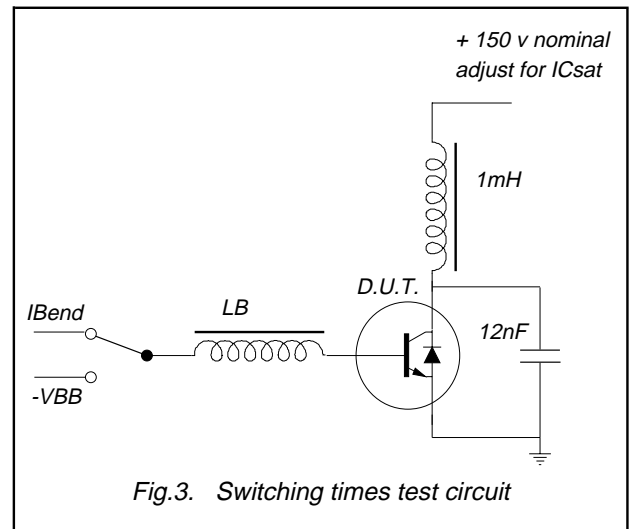 + 150 v nominal
adjust for ICsat
1mH
D.U.T.
LB
IBend
12nF
-VBB
Fig.3. Switching times test circuit